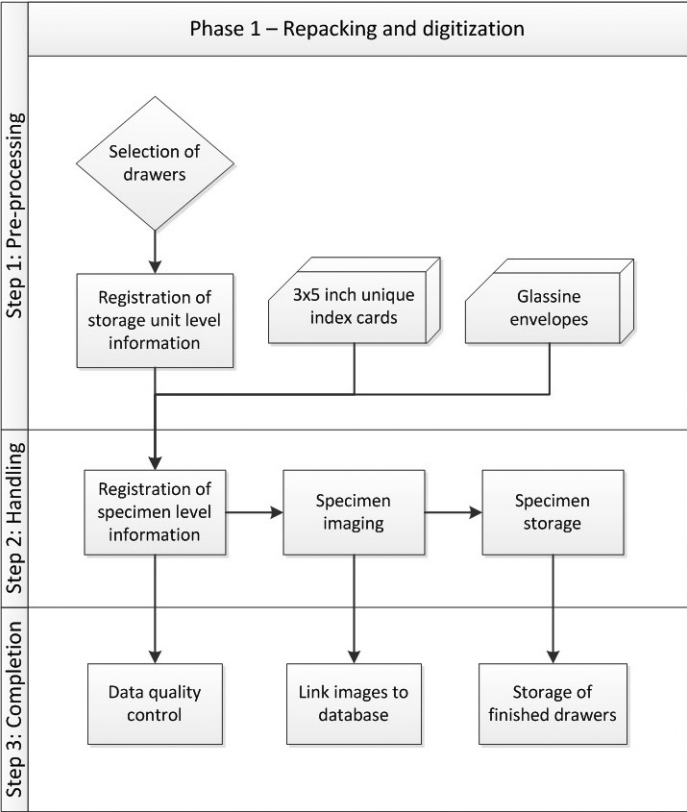 Phase 1 – Repacking and digitization
Step 1: Pre-processing
Selection of
drawers
Registration of
storage unit level
information
3x5 inch unique
index cards
Glassine
envelopes
Step 2: Handling
Registration of
specimen level
information
Specimen
imaging
Specimen
storage
Step 3: Completion
Data quality
control
Link images to
database
Storage of
finished drawers